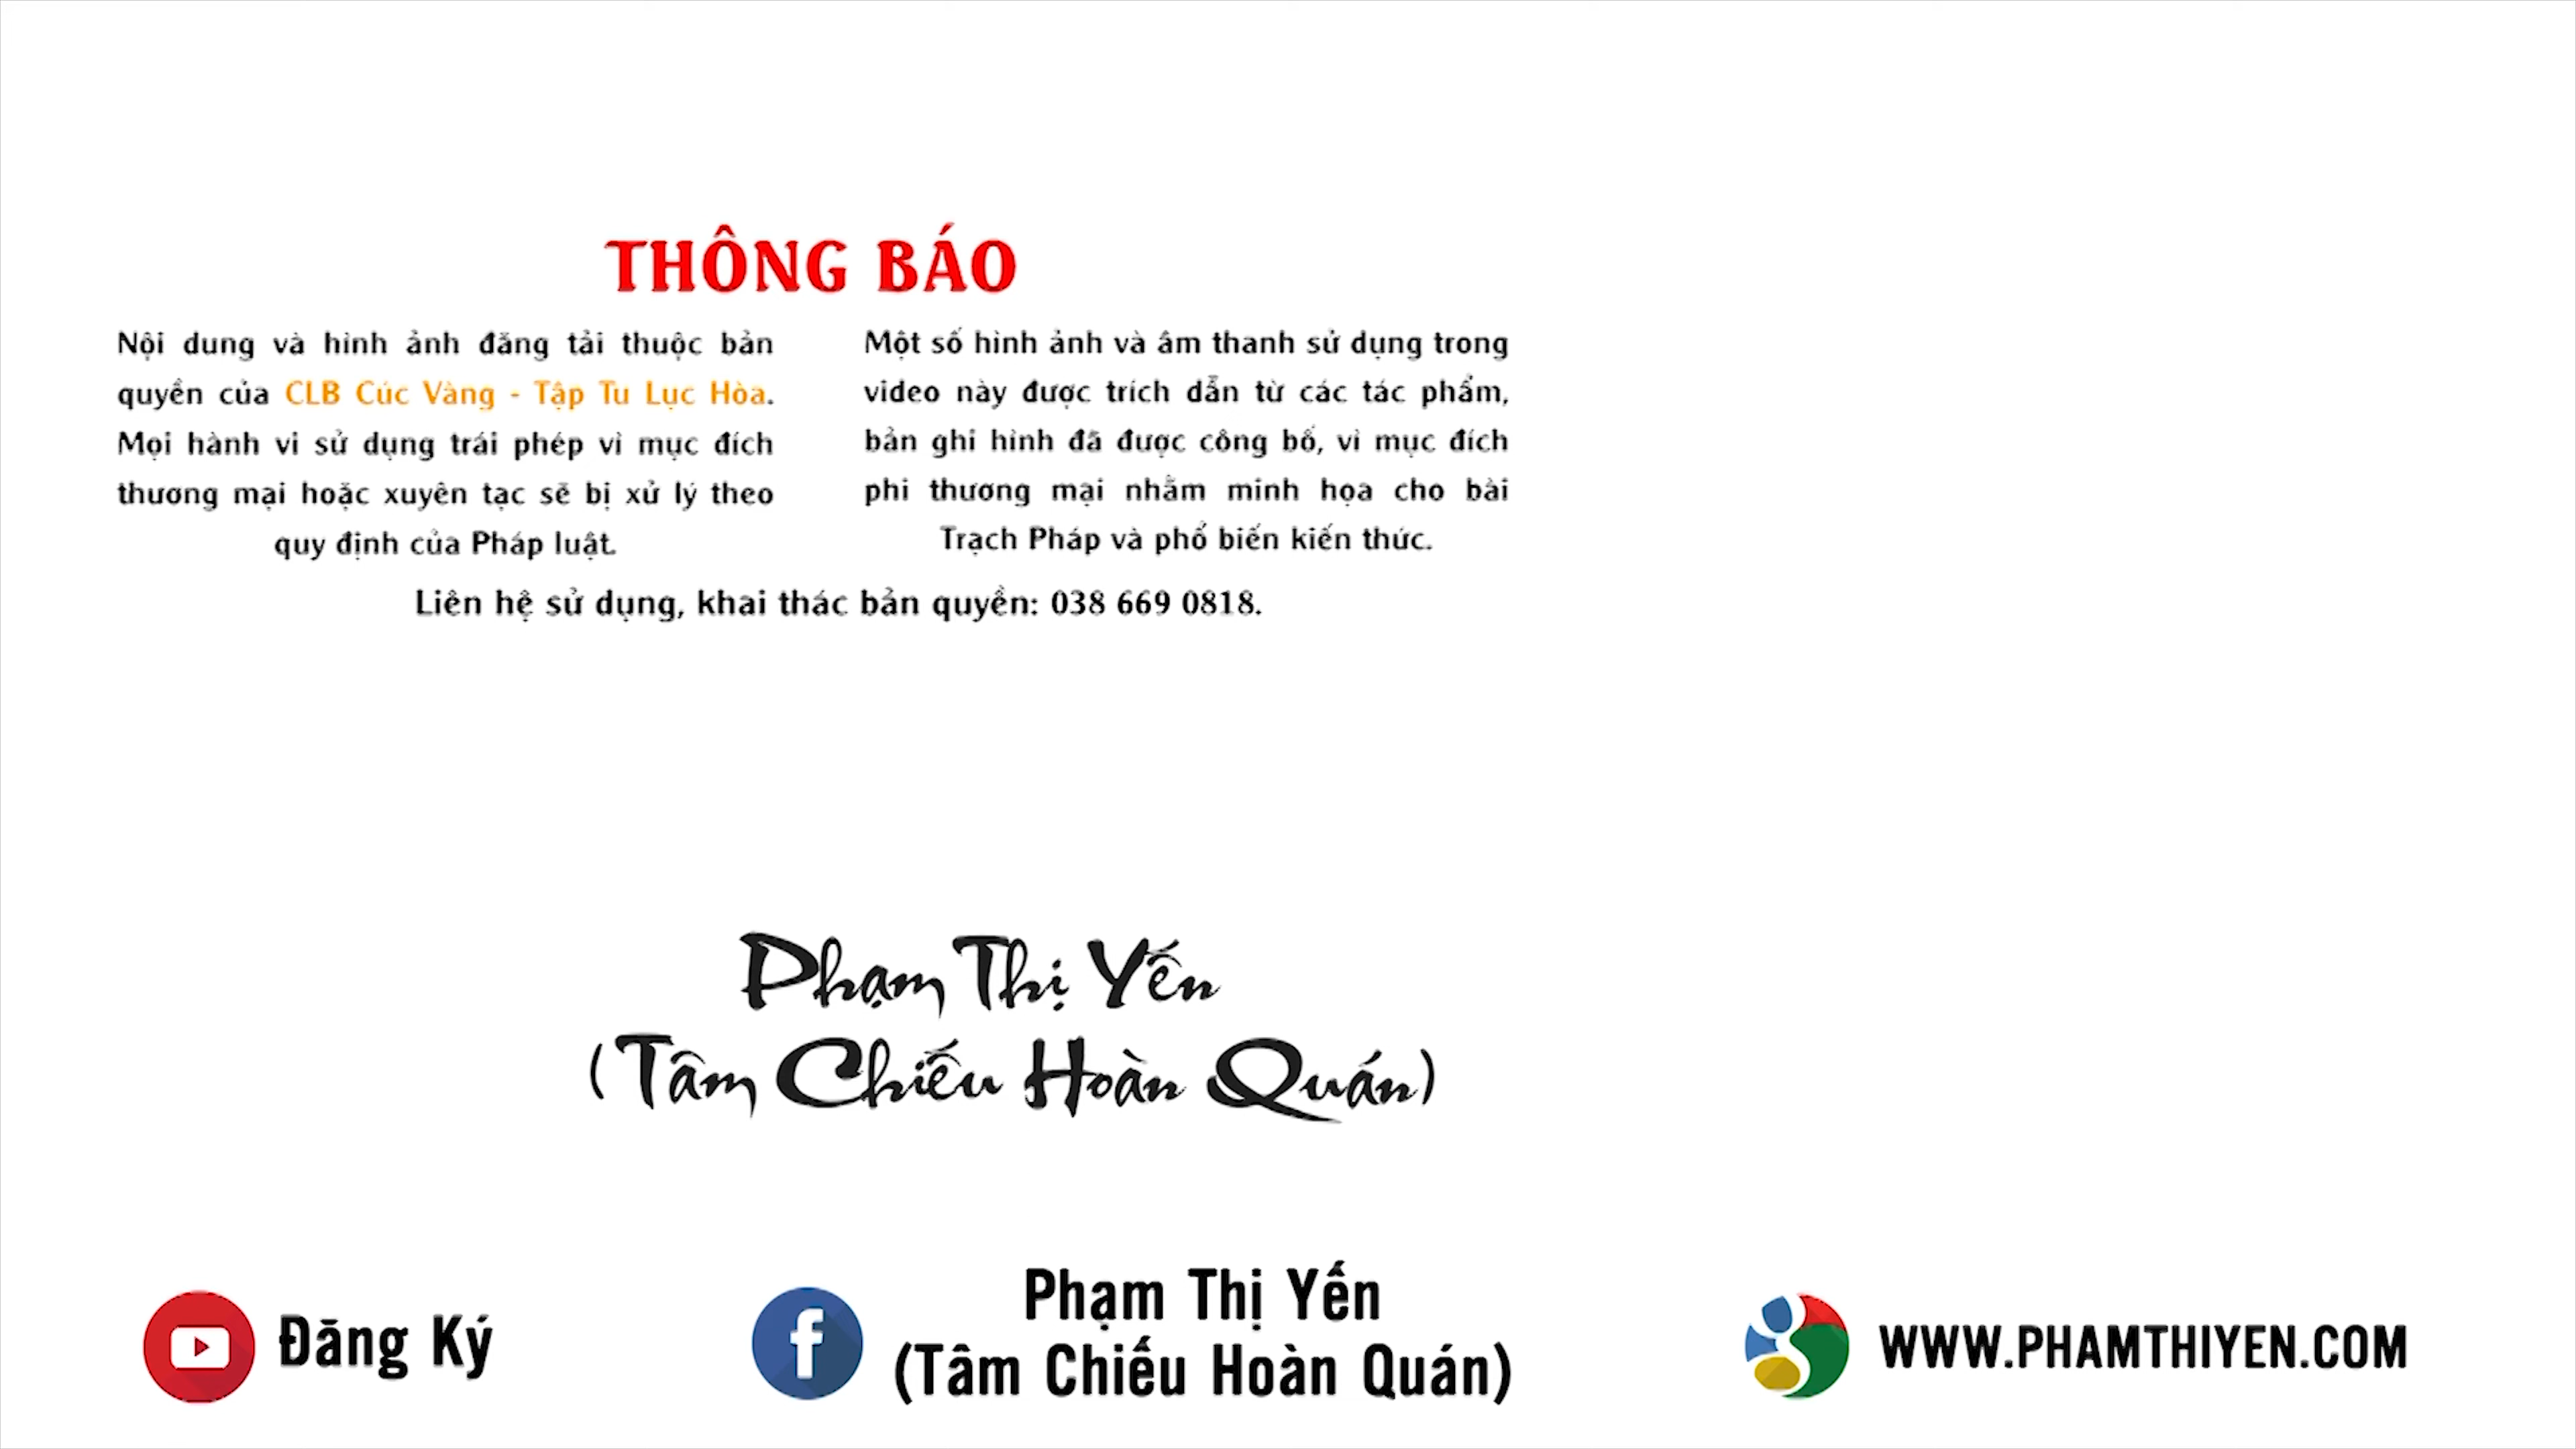 THÔNG BÁO
Nội dung và hình ảnh đăng tải thuộc bản
quyền của CLB Cúc Vàng - Tập Tu Lục Hòa.
Mọi hành vi sử dụng trái phép vì mục đích
thương mại hoặc xuyên tạc sẽ bị xử lý theo
quy định của Pháp luật.
Một số hình ảnh và âm thanh sử dụng trong
video này được trích dẫn từ các tác phẩm,
bản ghi hình đã được công bố, vì mục đích
phi thương mại nhằm minh họa cho bài
Trạch Pháp và phổ biến kiến thức.
Liên hệ sử dụng, khai thác bản quyền: 038 669 0818.
Phạm Thị Yến
(Tâm Chiếu Hoàn Quán)
Đăng Ký
Phạm Thị Yến
(Tâm Chiếu Hoàn Quán)
WWW.PHAMTHIYEN.COM